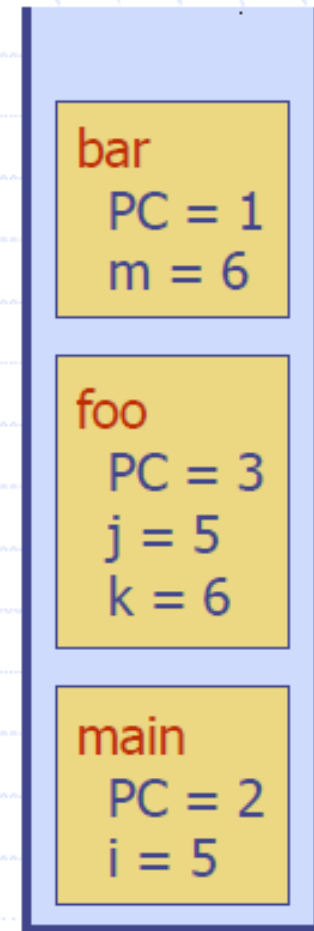 bar
PC = 1
m = 6
foo
PC = 3
j = 5
k = 6
main
PC = 2
i = 5